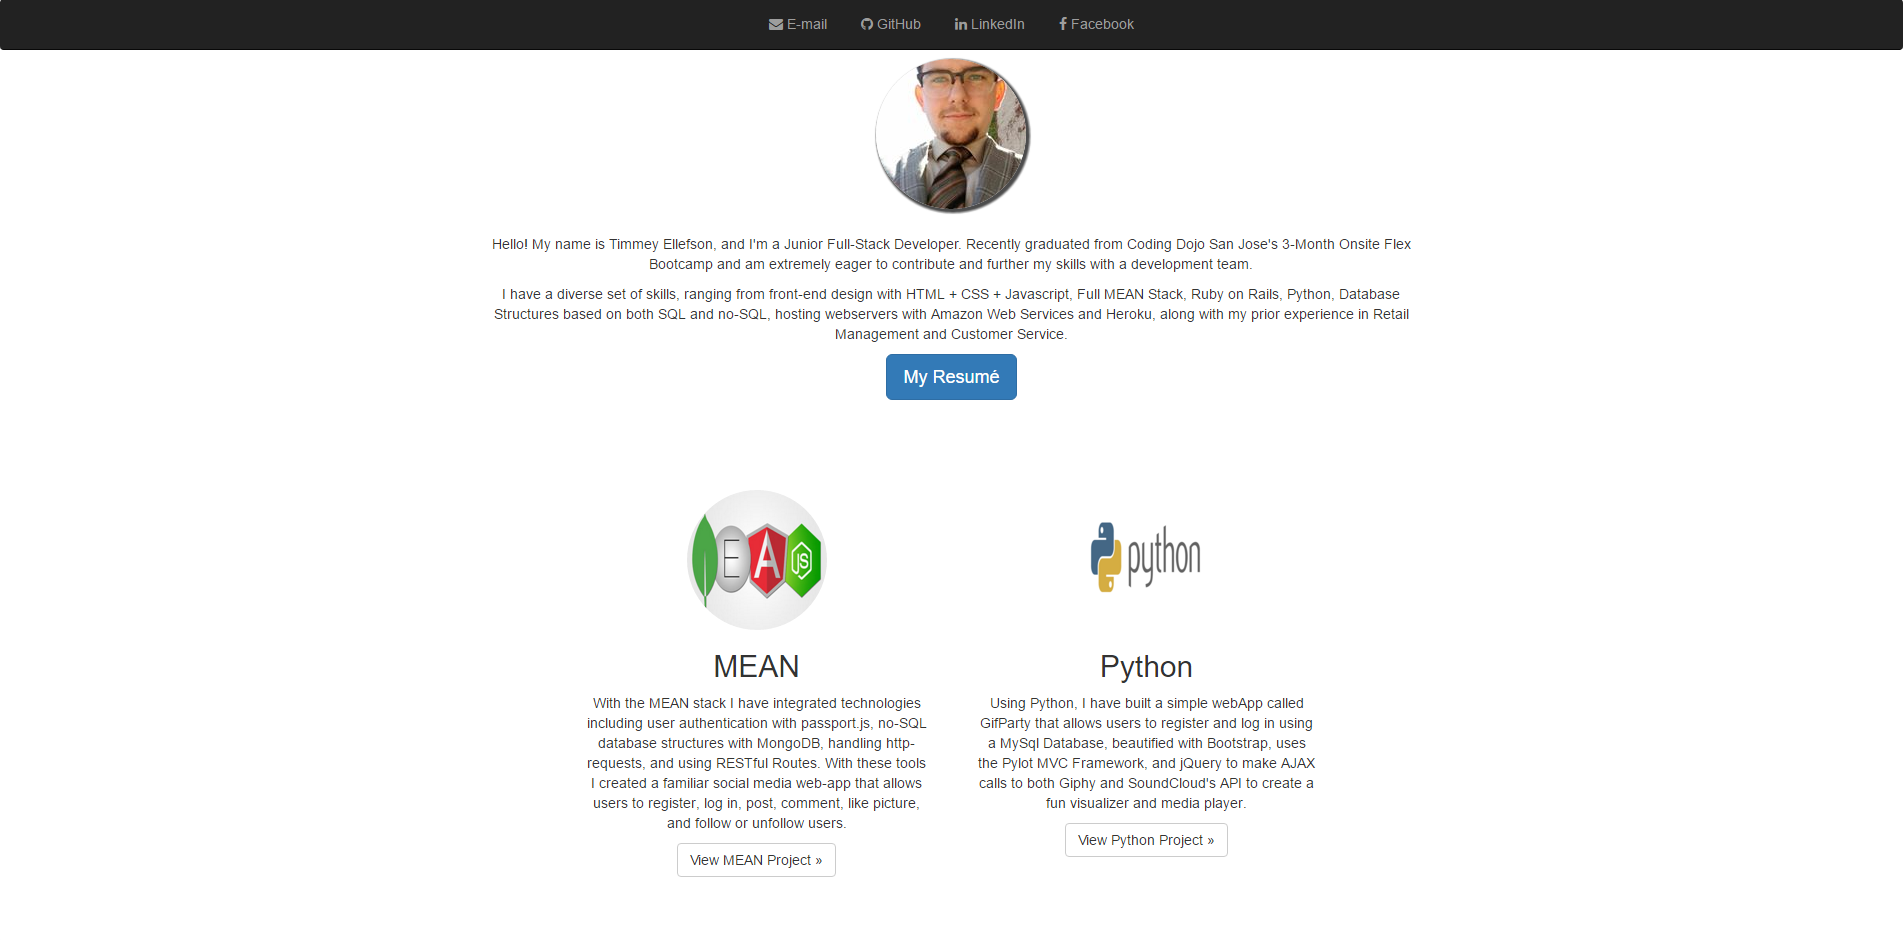 E-mail GitHub LinkedIn Facebook
Hello! My name is Timmey Ellefson, and I'm a Junior Full-Stack Developer. Recently graduated from Coding Dojo San Jose's 3-Month Onsite Flex
Bootcamp and am extremely eager to contribute and further my skills with a development team.
I have a diverse set of skills, ranging from front-end design with HTML + CSS + Javascript, Full MEAN Stack, Ruby on Rails, Python, Database
Structures based on both SQL and no-SQL, hosting webservers with Amazon Web Services and Heroku, along with my prior experience in Retail
Management and Customer Service.
My Resumé
E A JS
MEAN
With the MEAN stack I have integrated technologies
including user authentication with passport.js, no-SQL
database structures with MongoDB, handling http-
requests, and using RESTful Routes. With these tools
I created a familiar social media web-app that allows
users to register, log in, post, comment, like picture,
and follow or unfollow users.
View MEAN Project »
python
Python
Using Python, I have built a simple webApp called
GifParty that allows users to register and log in using
a MySql Database, beautified with Bootstrap, uses
the Pylot MVC Framework, and jQuery to make AJAX
calls to both Giphy and SoundCloud's API to create a
fun visualizer and media player.
View Python Project »